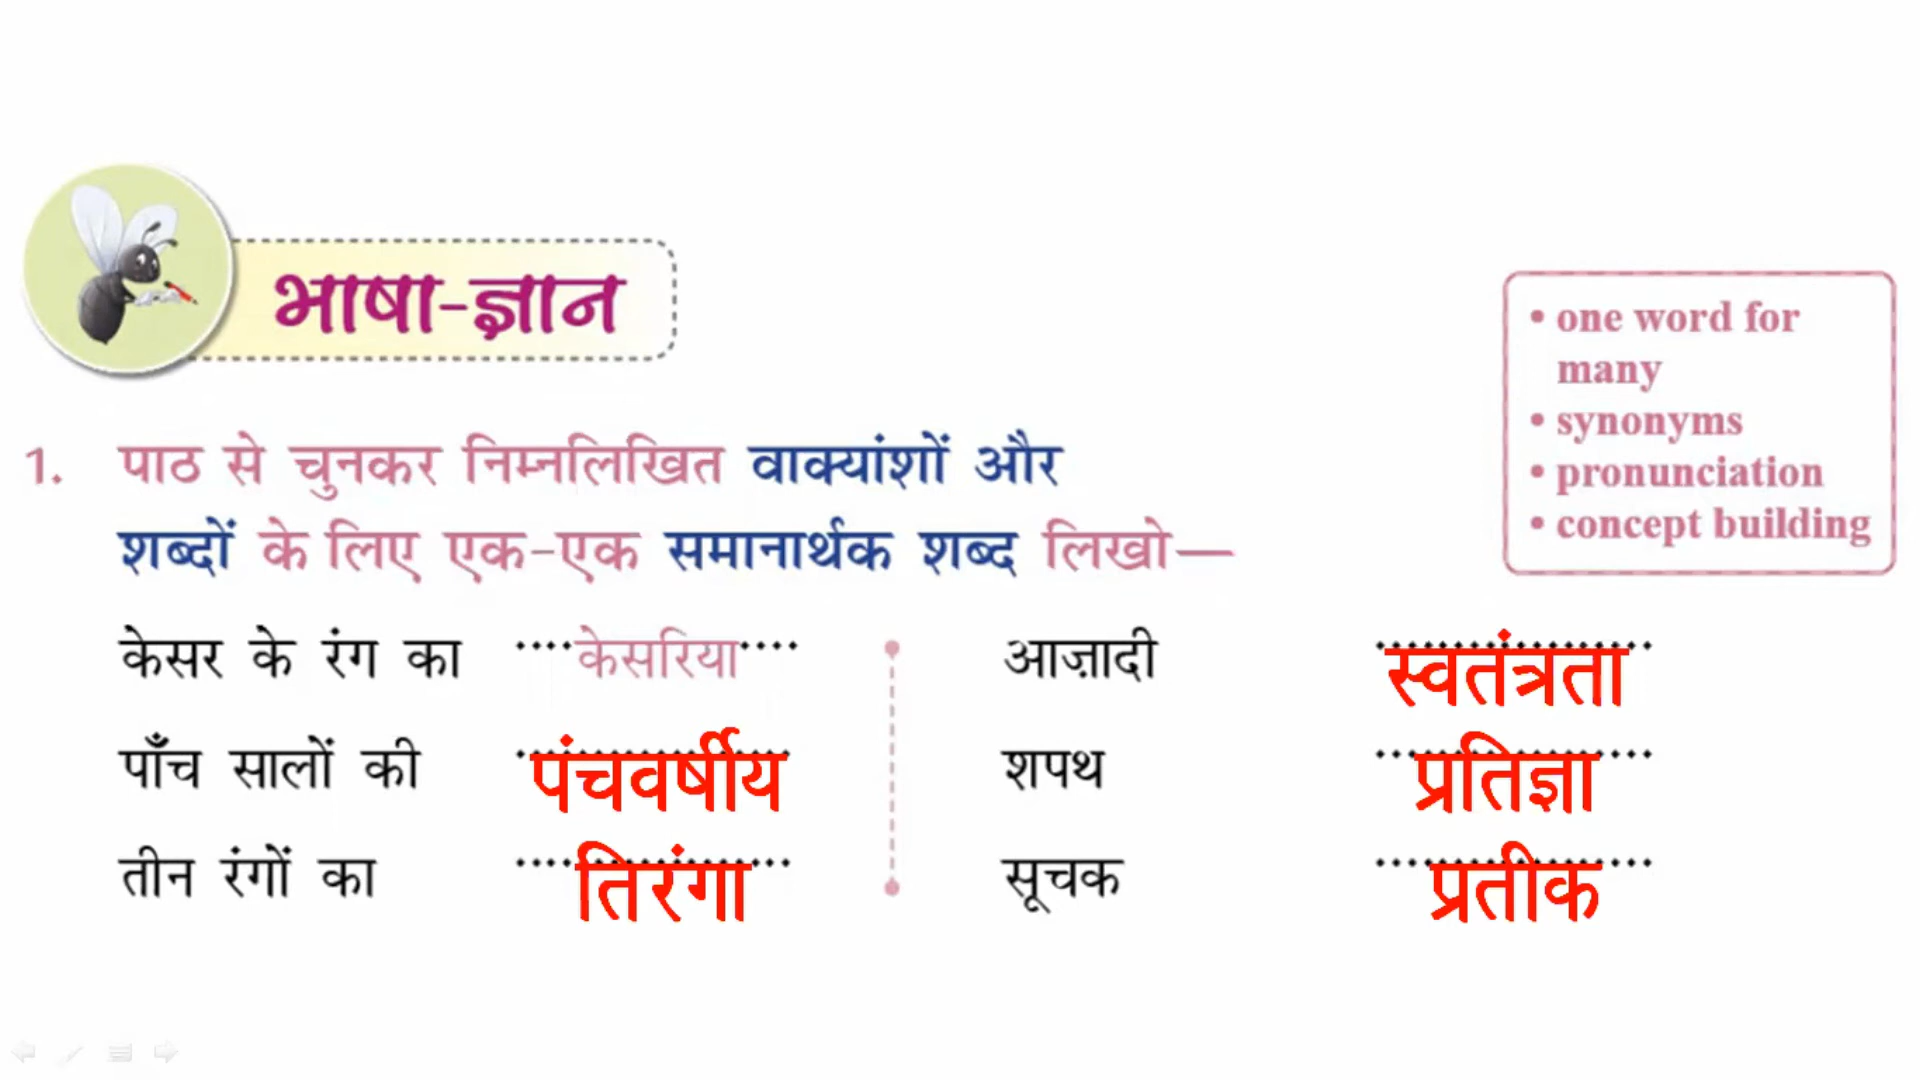 भाषा-ज्ञान
• one word for
many
• synonyms
• pronunciation
• concept building
1. पाठ से चुनकर निम्नलिखित वाक्यांशों और
शब्दों के लिए एक-एक समानार्थक शब्द लिखो—
केसर के रंग का ....केसरिया.... आज़ादी स्वतंत्रता
पाँच सालों की पंचवर्षीय शपथ प्रतिज्ञा
तीन रंगों का तिरंगा सूचक प्रतीक